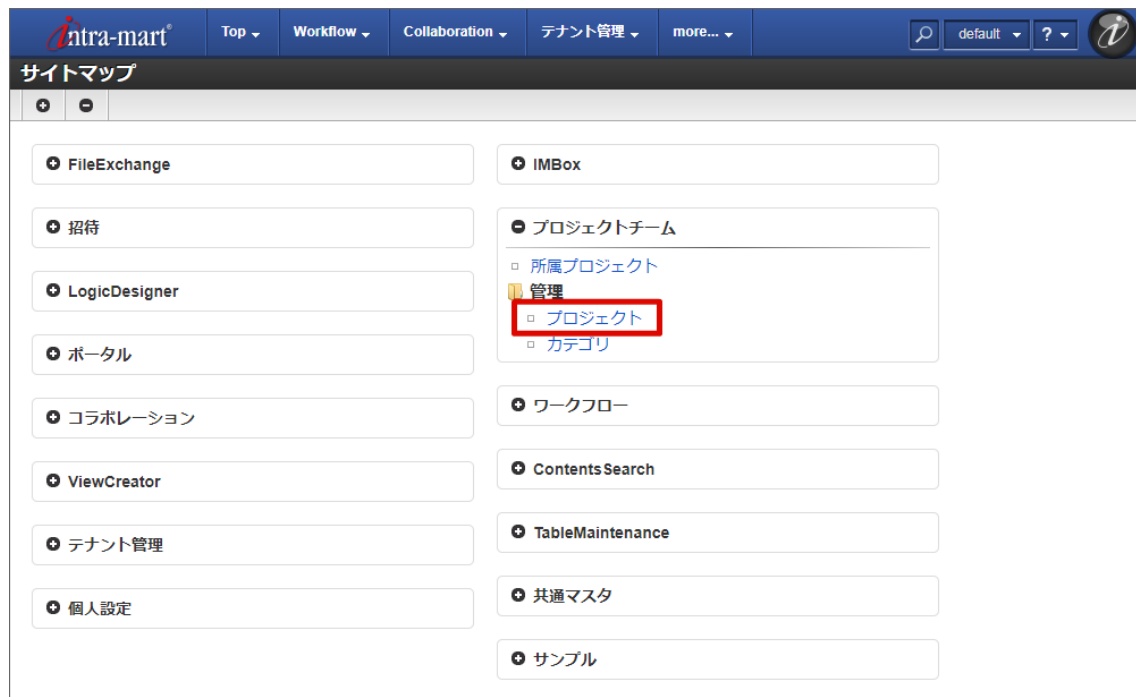 intra-mart®
Top
Workflow
Collaboration
テナント管理
more...
default
?
サイトマップ
FileExchange
招待
LogicDesigner
ポータル
コラボレーション
ViewCreator
テナント管理
個人設定
IMBox
プロジェクトチーム
所属プロジェクト
管理
プロジェクト
カテゴリ
ワークフロー
ContentsSearch
TableMaintenance
共通マスタ
サンプル